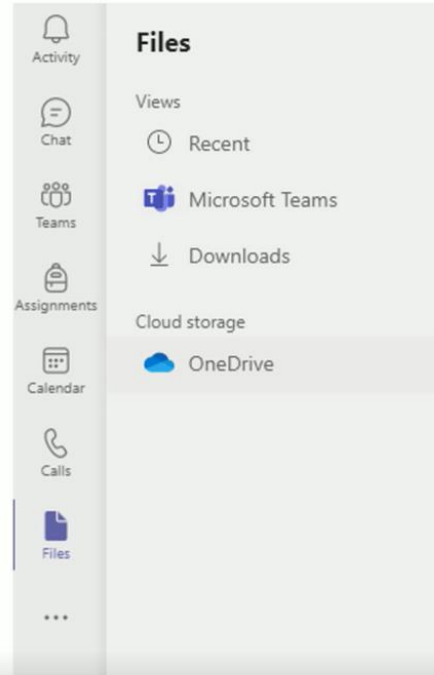 Activity
Chat
Teams
Assignments
Calendar
Calls
Files
Files
Views
Recent
Microsoft Teams
Downloads
Cloud storage
OneDrive